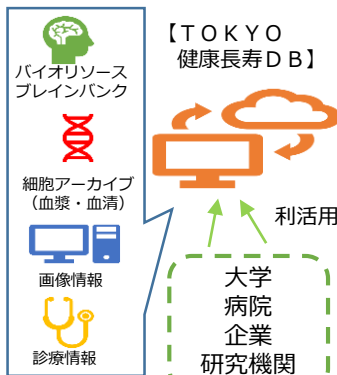 バイオリソース
ブレインバンク
細胞アーカイブ
（血漿・血清）
画像情報
診療情報
【ＴＯＫＹＯ
健康長寿ＤＢ】
利活用
大学
病院
企業
研究機関